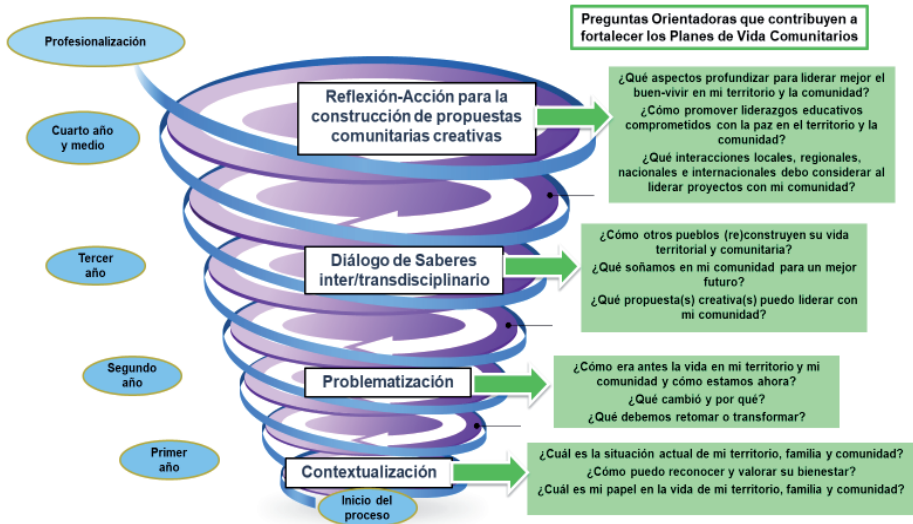 Preguntas Orientadoras que contribuyen a
fortalecer los Planes de Vida Comunitarios
Profesionalización
Reflexión-Acción para la
construcción de propuestas
comunitarias creativas
¿Qué aspectos profundizar para liderar mejor el
buen-vivir en mi territorio y la comunidad?
¿Cómo promover liderazgos educativos
comprometidos con la paz en el territorio y la
comunidad?
¿Qué interacciones locales, regionales,
nacionales e internacionales debo considerar al
liderar proyectos con mi comunidad?
Cuarto año
y medio
Tercer
año
Diálogo de Saberes
inter/transdisciplinario
¿Cómo otros pueblos (re)construyen su vida
territorial y comunitaria?
¿Qué soñamos en mi comunidad para un mejor
futuro?
¿Qué propuesta(s) creativa(s) puedo liderar con
mi comunidad?
Segundo
año
Problematización
¿Cómo era antes la vida en mi territorio y mi
comunidad y cómo estamos ahora?
¿Qué cambió y por qué?
¿Qué debemos retomar o transformar?
Primer
año
Contextualización
¿Cuál es la situación actual de mi territorio, familia y comunidad?
¿Cómo puedo reconocer y valorar su bienestar?
¿Cuál es mi papel en la vida de mi territorio, familia y comunidad?
Inicio del
proceso